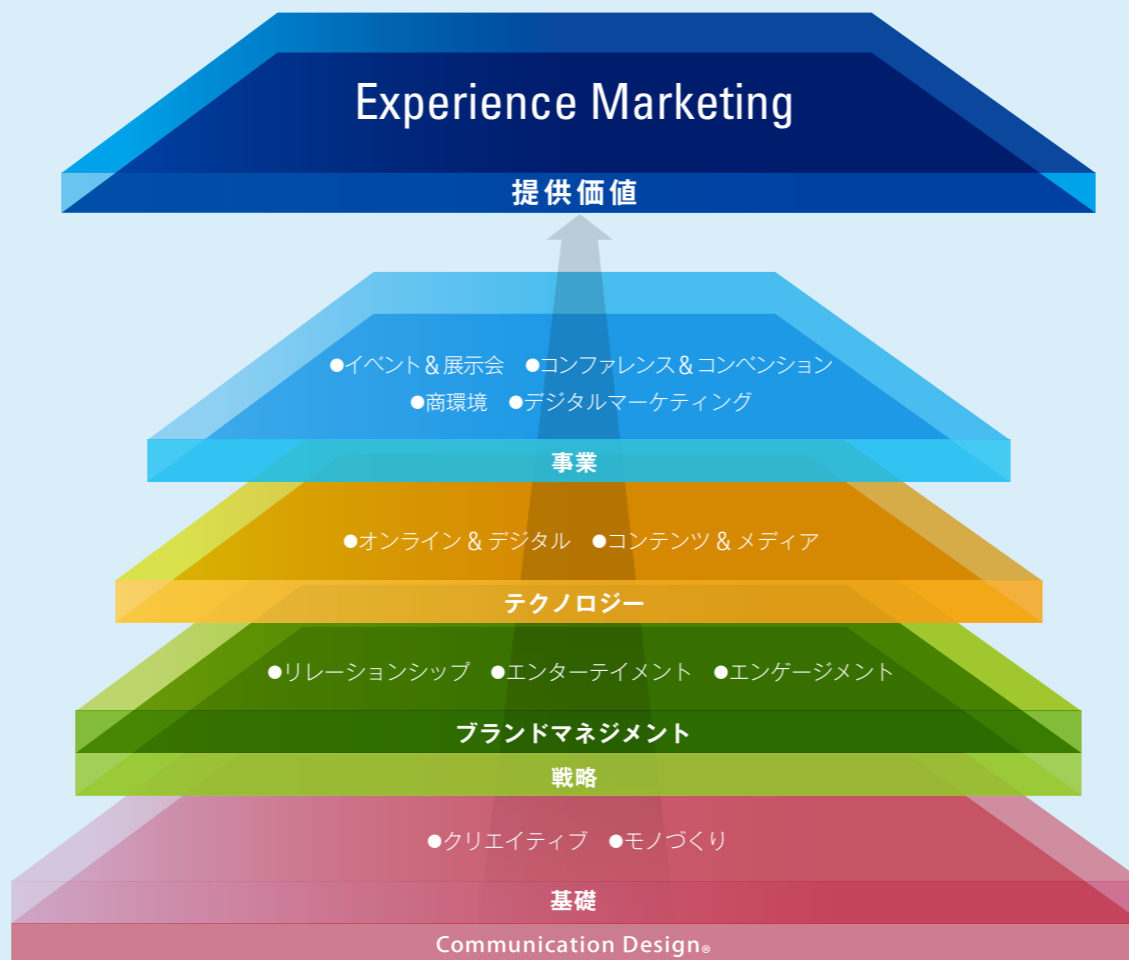 Experience Marketing
提供価値
●イベント&展示会 ●コンファレンス&コンベンション
●商環境 ●デジタルマーケティング
事業
●オンライン & デジタル ●コンテンツ & メディア
テクノロジー
●リレーションシップ ●エンターテイメント ●エンゲージメント
ブランドマネジメント
戦略
●クリエイティブ ●モノづくり
基礎
Communication Design®